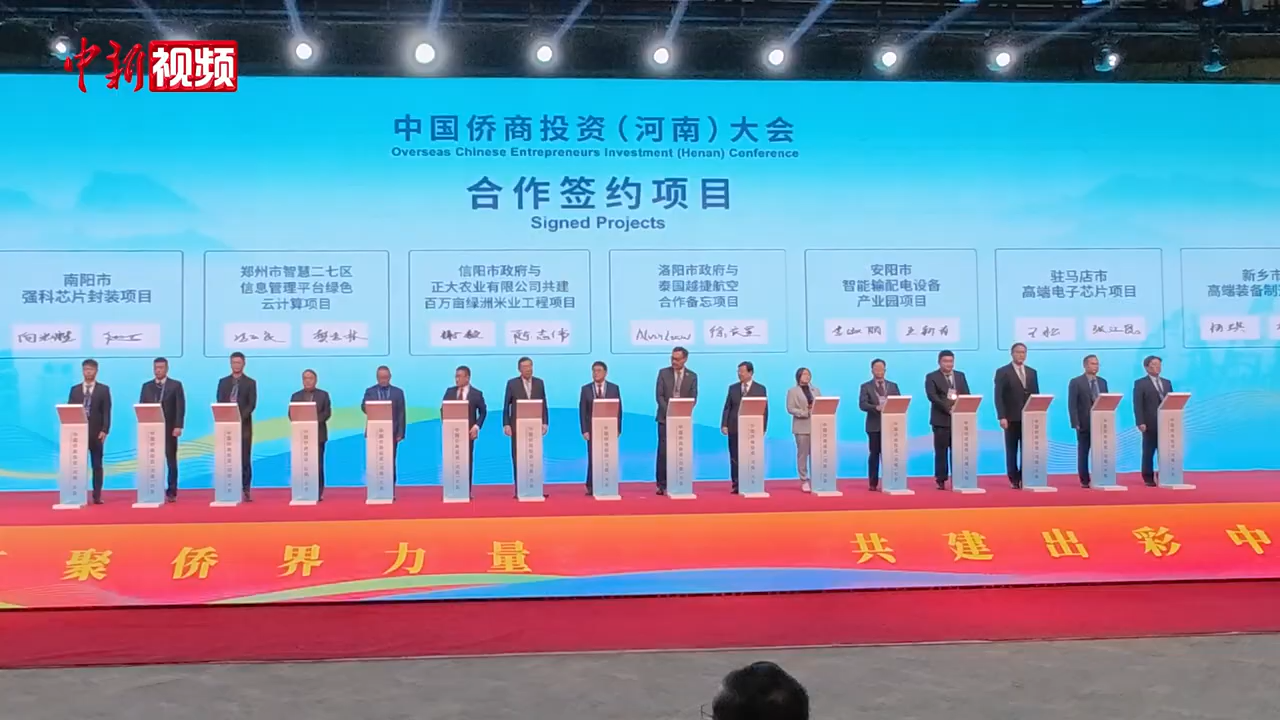 中新视频
中国侨商投资（河南）大会
Overseas Chinese Entrepreneurs Investment (Henan) Conference
合作签约项目
Signed Projects
南阳市
强科芯片封装项目
郑州市智慧二七区
信息管理平台绿色
云计算项目
信阳市政府与
正大农业有限公司共建
百万亩绿洲米业工程项目
洛阳市政府与
泰国越捷航空
合作备忘项目
安阳市
智能输配电设备
产业园项目
驻马店市
高端电子芯片项目
新乡市
高端装备制造
聚侨界力量
共建出彩中